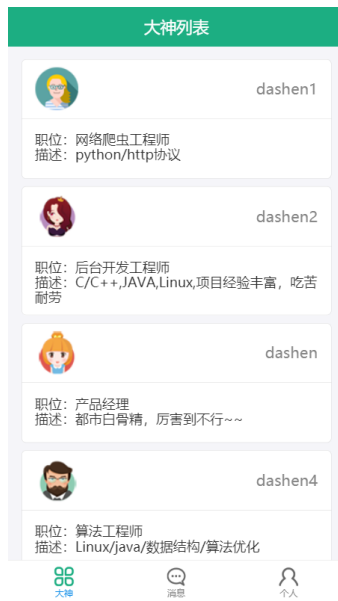 大神列表
dashen1
职位：网络爬虫工程师
描述：python/http协议
dashen2
职位：后台开发工程师
描述：C/C++,JAVA,Linux,项目经验丰富，吃苦
耐劳
dashen
职位：产品经理
描述：都市白骨精，厉害到不行~~
dashen4
职位：算法工程师
描述：Linux/java/数据结构/算法优化
大神
消息
个人